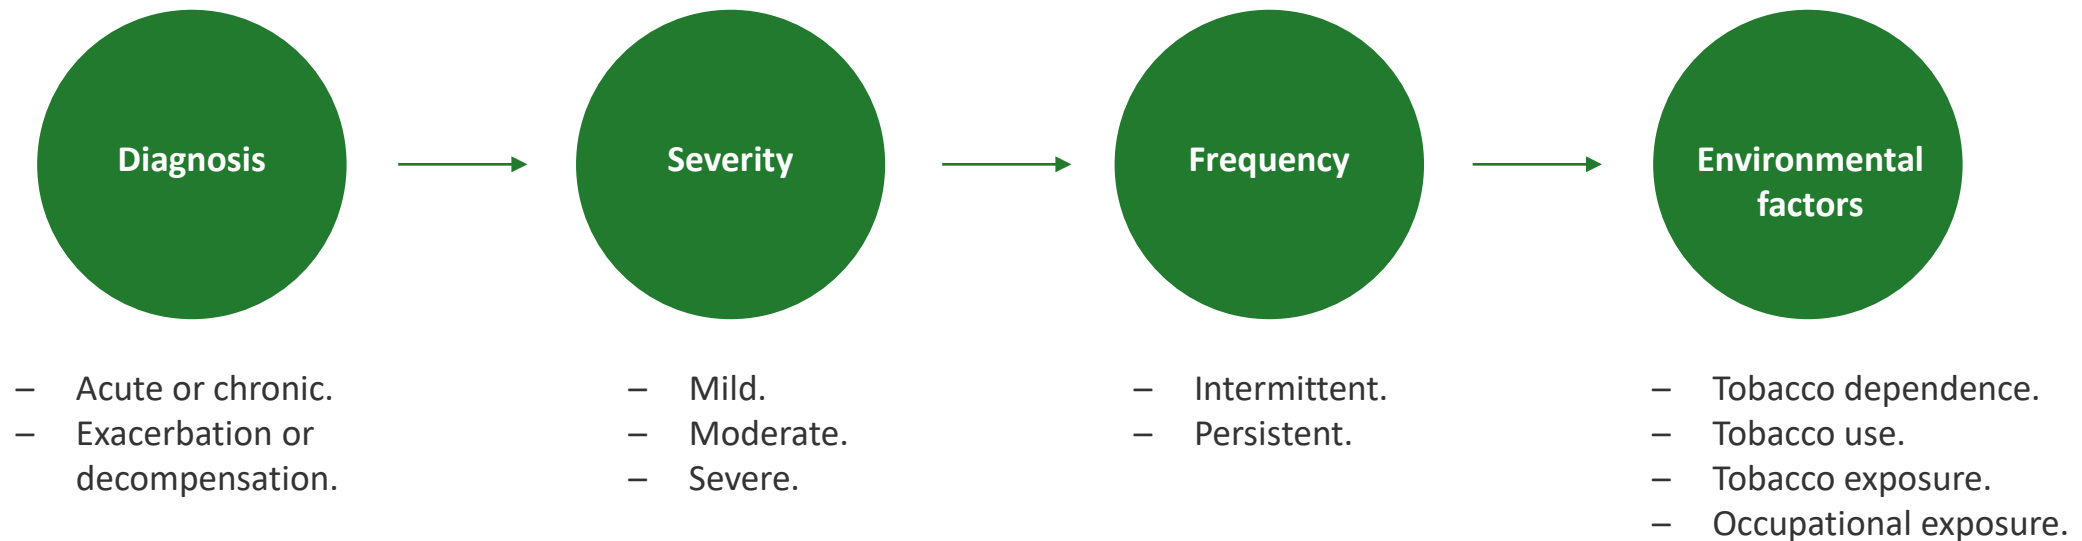 Diagnosis
– Acute or chronic.
– Exacerbation or
decompensation.
Severity
– Mild.
– Moderate.
– Severe.
Frequency
– Intermittent.
– Persistent.
Environmental
factors
– Tobacco dependence.
– Tobacco use.
– Tobacco exposure.
– Occupational exposure.